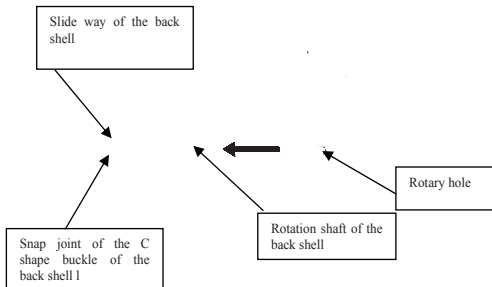 Slide way of the back
shell
Rotary hole
Rotation shaft of the
back shell
Snap joint of the C
shape buckle of the
back shell l